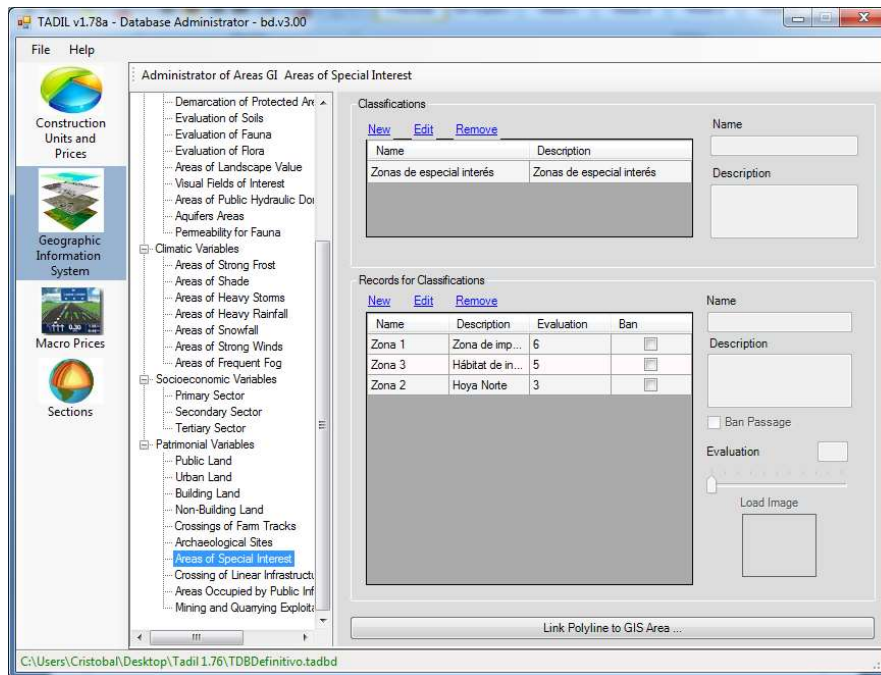 TADIL v1.78a - Database Administrator - bd.v3.00
File Help
Construction
Units and
Prices
Geographic
Information
System
Macro Prices
Sections
Administrator of Areas GI Areas of Special Interest
Demarcation of Protected Are
Evaluation of Soils
Evaluation of Fauna
Evaluation of Flora
Areas of Landscape Value
Visual Fields of Interest
Areas of Public Hydraulic Dor
Aquifers Areas
Permeability for Fauna
Climatic Variables
Areas of Strong Frost
Areas of Shade
Areas of Heavy Storms
Areas of Heavy Rainfall
Areas of Snowfall
Areas of Strong Winds
Areas of Frequent Fog
Socioeconomic Variables
Primary Sector
Secondary Sector
Tertiary Sector
Patrimonial Variables
Public Land
Urban Land
Building Land
Non-Building Land
Crossings of Farm Tracks
Archaeological Sites
Areas of Special Interest
Crossing of Linear Infrastructu
Areas Occupied by Public Inf
Mining and Quarrying Exploita
Classifications
New Edit Remove
Name Description
Zonas de especial interés Zonas de especial interés
Name
Description
Records for Classifications
New Edit Remove
Name Description Evaluation Ban
Zona 1 Zona de imp... 6
Zona 3 Hábitat de in... 5
Zona 2 Hoya Norte 3
Name
Description
Ban Passage
Evaluation
Load Image
Link Polyline to GIS Area ...
C:\Users\Cristobal\Desktop\Tadil 1.76\TDBDefinitivo.tadbd